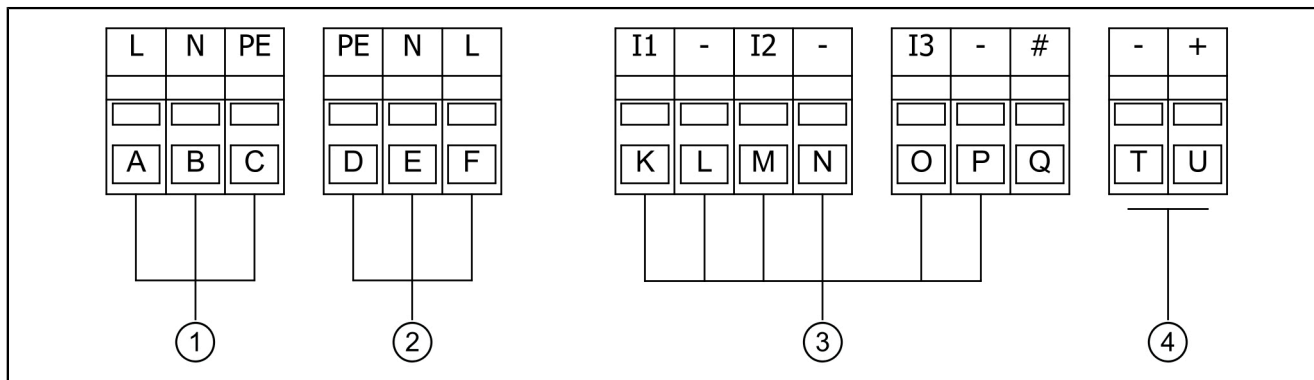 L N PE PE N L I1 - I2 - I3 - # - +
A B C D E F K L M N O P Q T U
1 2 3 4